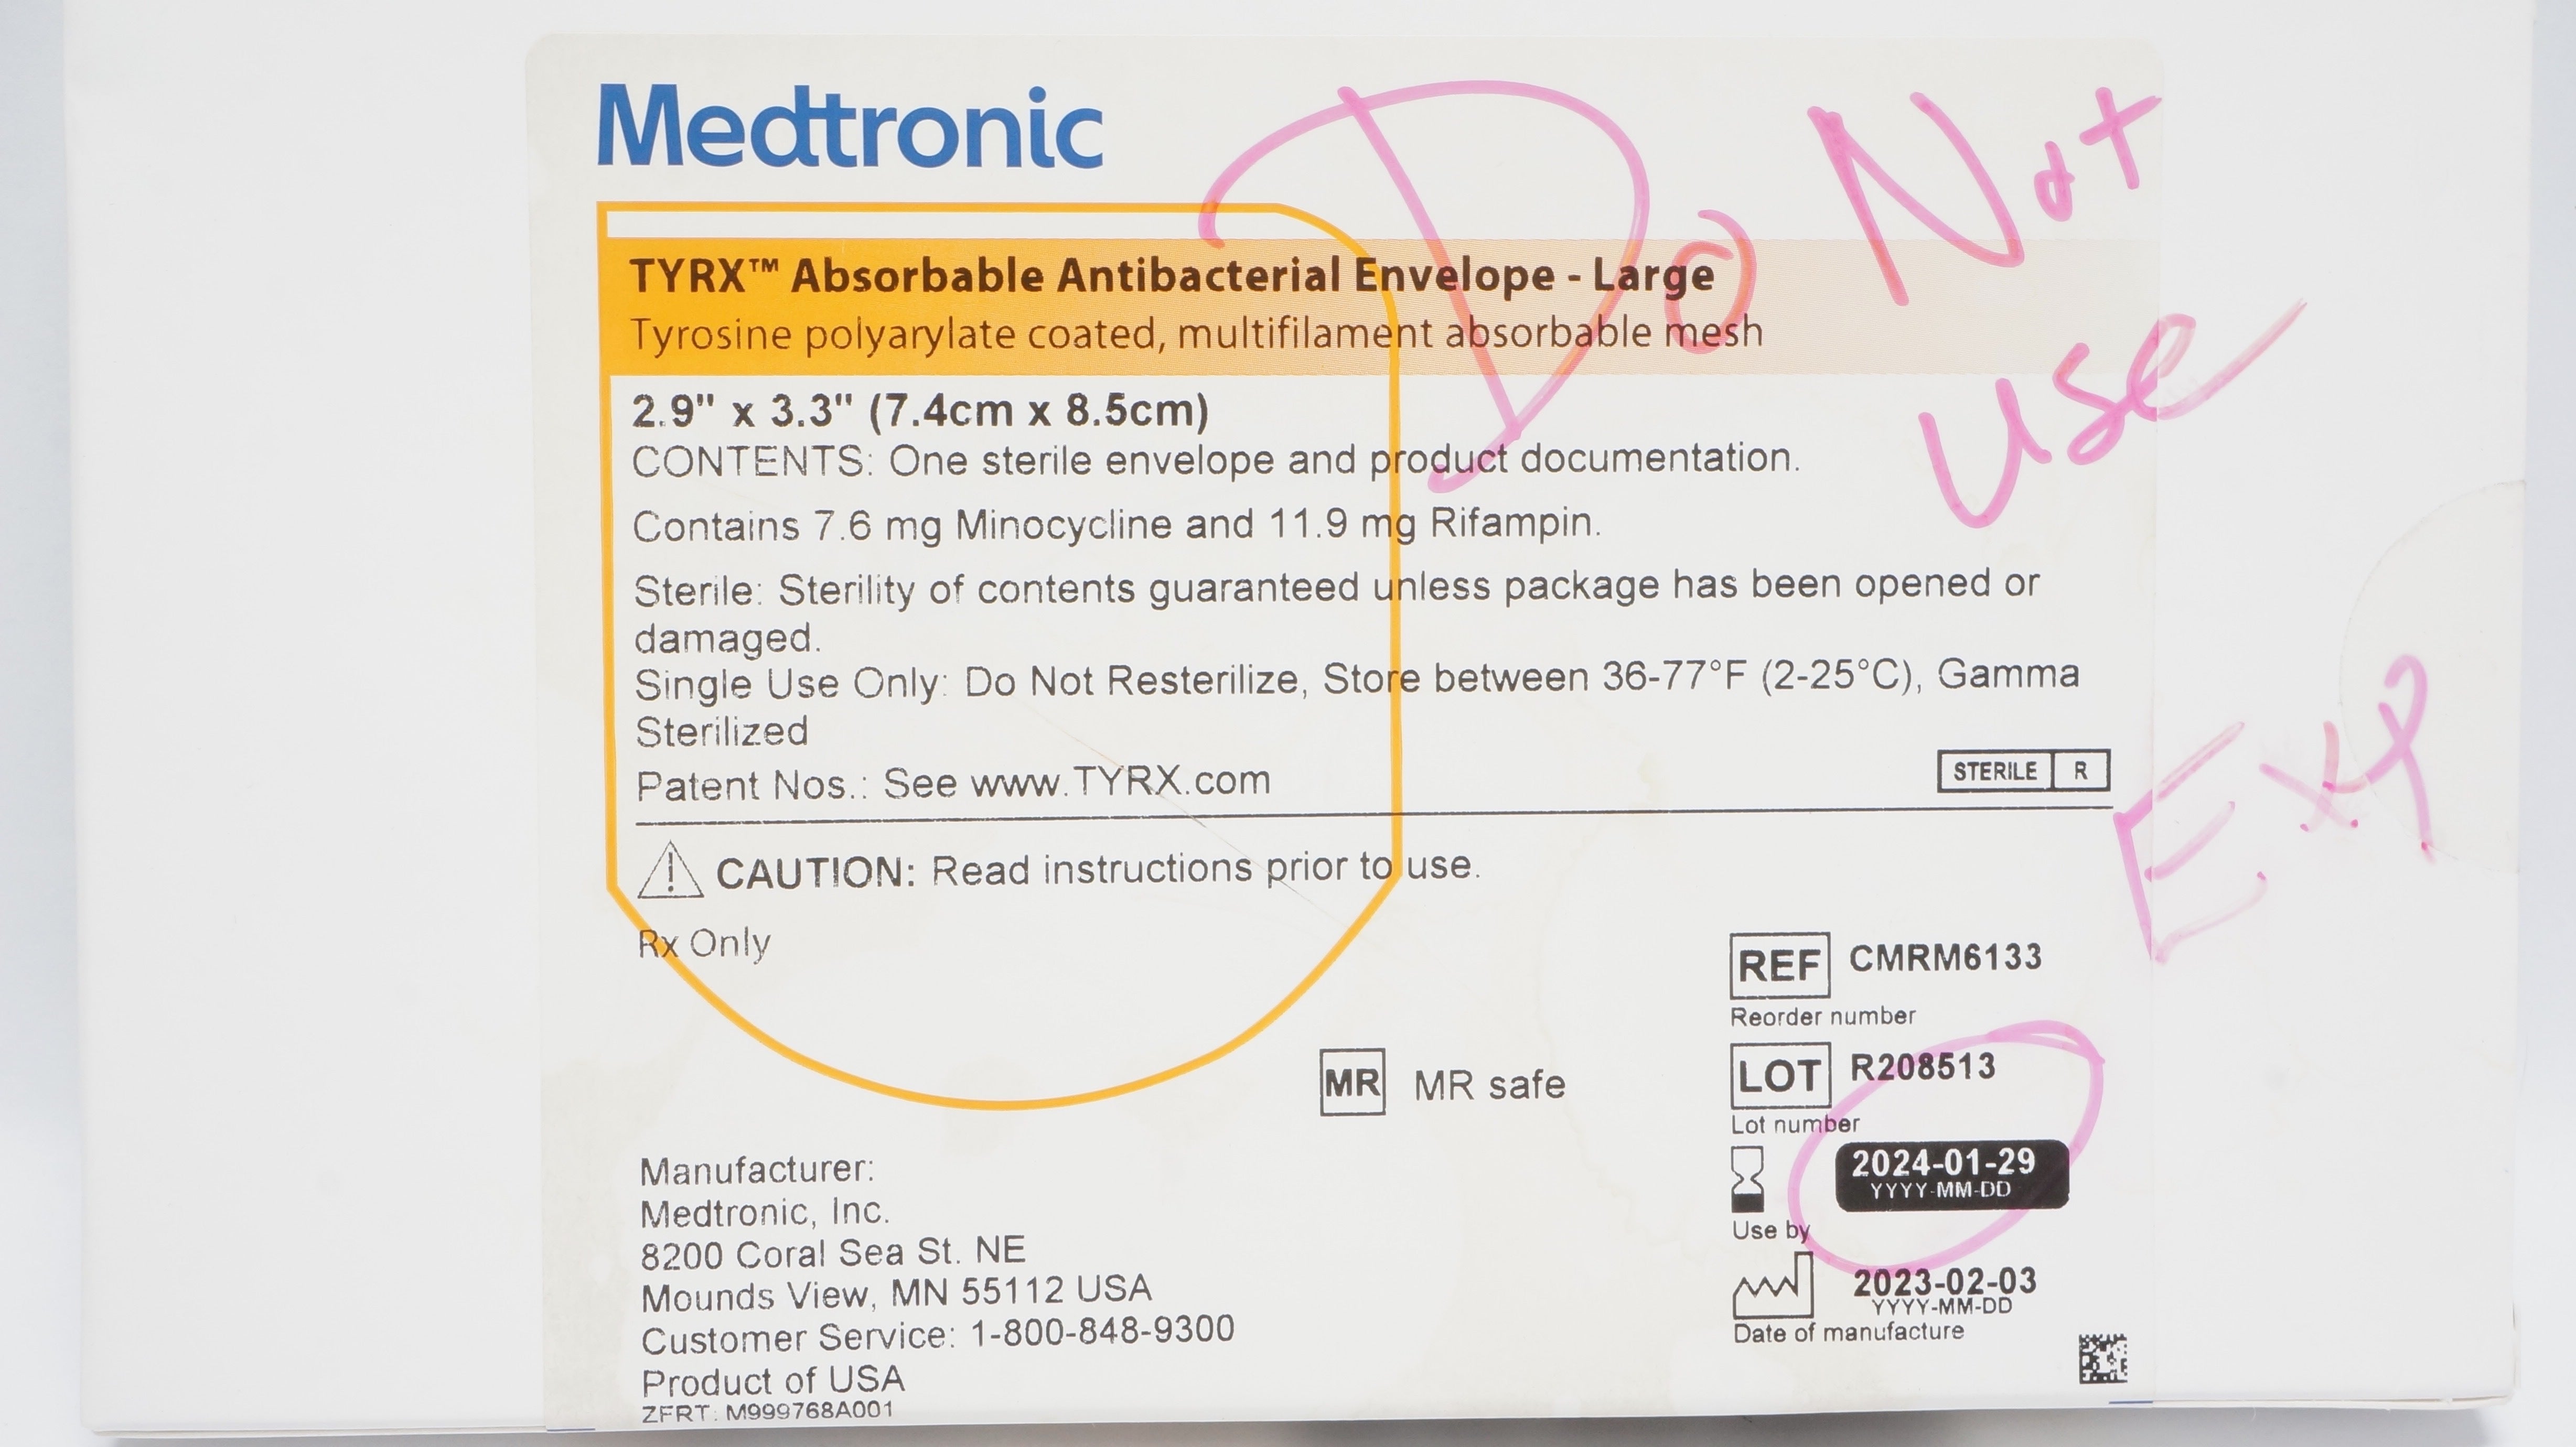 Medtronic
Do Not
use
TYRX™ Absorbable Antibacterial Envelope - Large
Tyrosine polyarylate coated, multifilament absorbable mesh
2.9" x 3.3" (7.4cm x 8.5cm)
CONTENTS: One sterile envelope and product documentation.
Contains 7.6 mg Minocycline and 11.9 mg Rifampin.
Sterile: Sterility of contents guaranteed unless package has been opened or
damaged.
Single Use Only: Do Not Resterilize, Store between 36-77°F (2-25°C), Gamma
Sterilized
Patent Nos.: See www.TYRX.com
STERILE R
Exp
CAUTION: Read instructions prior to use.
Rx Only
REF CMRM6133
Reorder number
LOT R208513
Lot number
MR MR safe
2024-01-29
YYYY-MM-DD
Use by
2023-02-03
YYYY-MM-DD
Date of manufacture
Manufacturer:
Medtronic, Inc.
8200 Coral Sea St. NE
Mounds View, MN 55112 USA
Customer Service: 1-800-848-9300
Product of USA
ZFRT: M999768A001